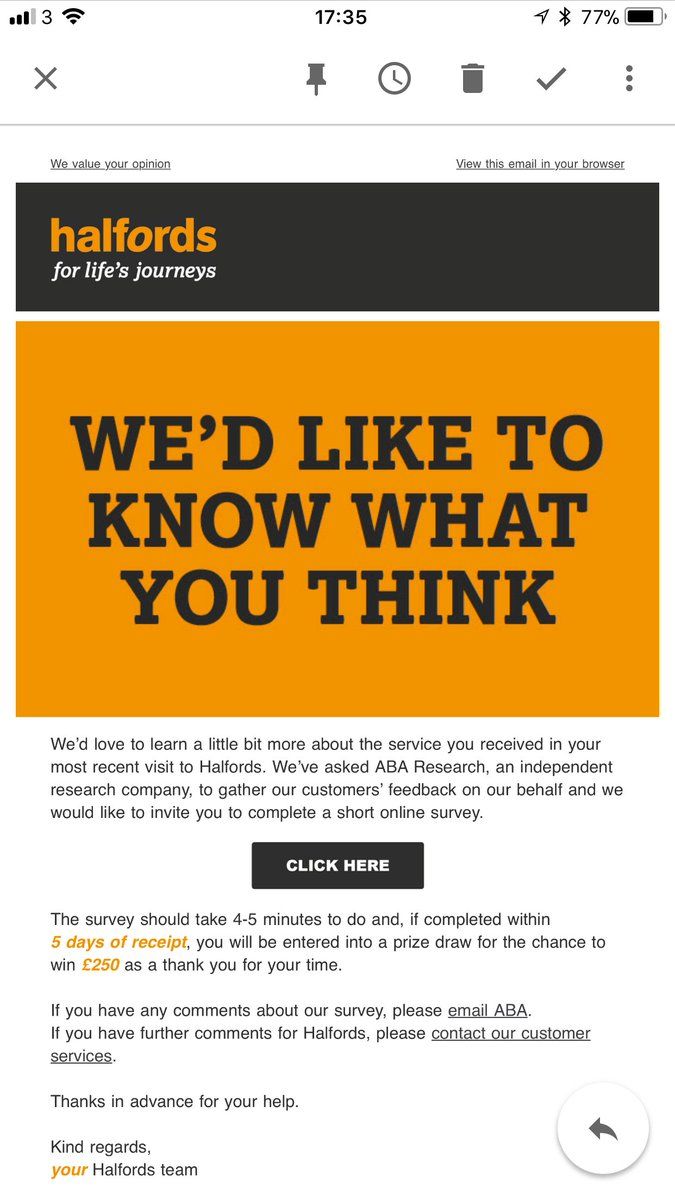 3 17:35 77%
We value your opinion View this email in your browser
halfords
for life's journeys
WE'D LIKE TO
KNOW WHAT
YOU THINK
We'd love to learn a little bit more about the service you received in your
most recent visit to Halfords. We've asked ABA Research, an independent
research company, to gather our customers' feedback on our behalf and we
would like to invite you to complete a short online survey.
CLICK HERE
The survey should take 4-5 minutes to do and, if completed within
5 days of receipt, you will be entered into a prize draw for the chance to
win £250 as a thank you for your time.
If you have any comments about our survey, please email ABA.
If you have further comments for Halfords, please contact our customer
services.
Thanks in advance for your help.
Kind regards,
your Halfords team